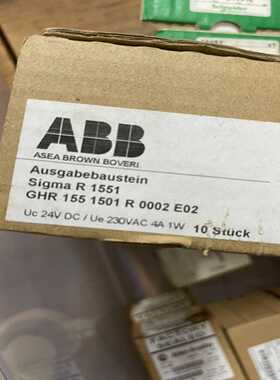 Schneider
ABB
ASEA BROWN BOVERI
Ausgabebaustein
Sigma R 1551
GHR 155 1501 R 0002 E02
Uc 24V DC / Ue 230VAC 4A 1W 10 Stück